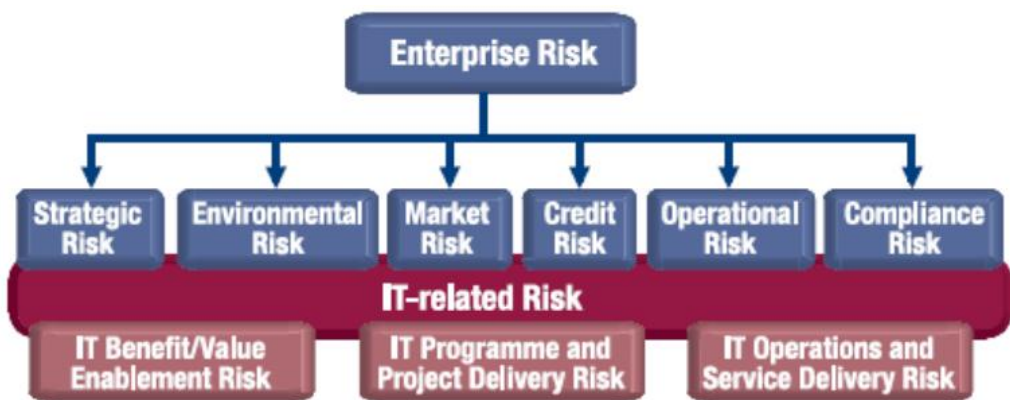 Enterprise Risk
Strategic
Risk
Environmental
Risk
Market
Risk
Credit
Risk
Operational
Risk
Compliance
Risk
IT-related Risk
IT Benefit/Value
Enablement Risk
IT Programme and
Project Delivery Risk
IT Operations and
Service Delivery Risk